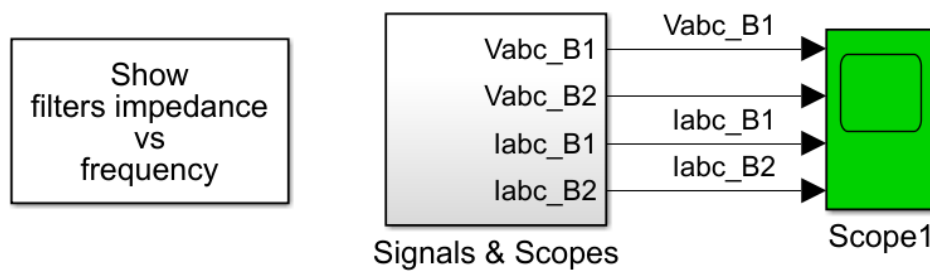 Show
filters impedance
vs
frequency
Vabc_B1
Vabc_B2
Iabc_B1
Iabc_B2
Signals & Scopes
Vabc_B1
Iabc_B1
Iabc_B2
Scope1